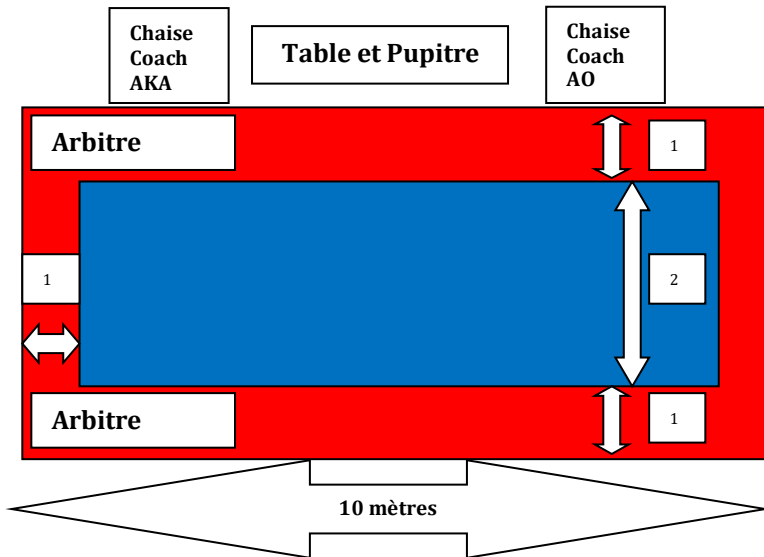 Chaise
Coach
AKA
Table et Pupitre
Chaise
Coach
AO
Arbitre
1
1
2
Arbitre
1
10 mètres